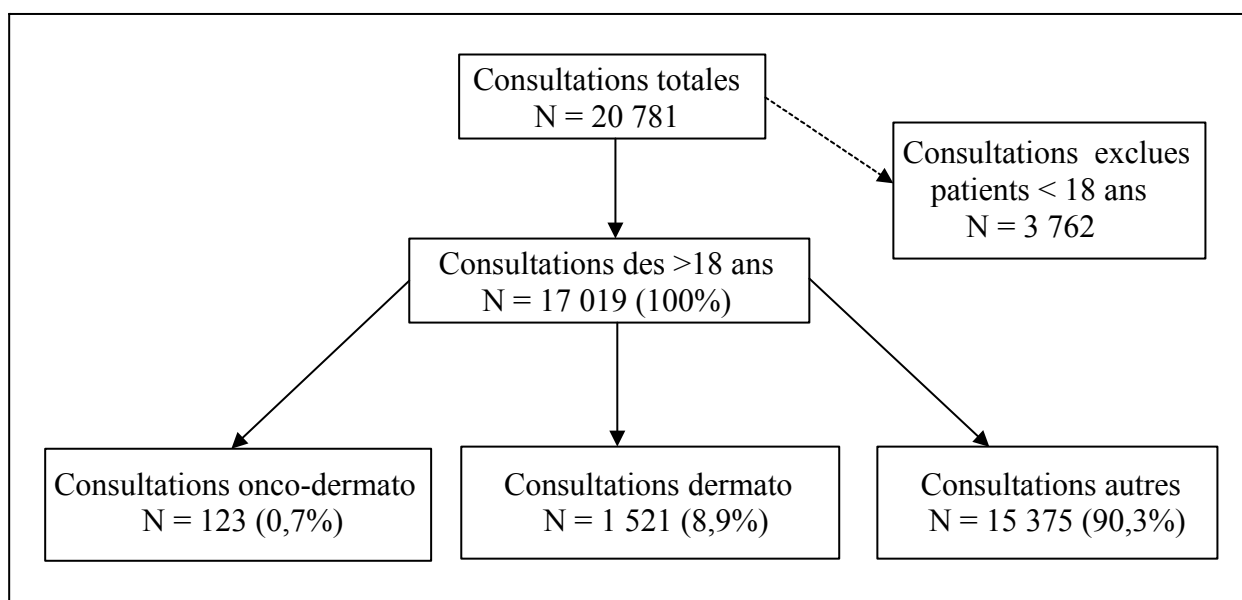 Consultations totales
N = 20 781
Consultations exclues
patients < 18 ans
N = 3 762
Consultations des >18 ans
N = 17 019 (100%)
Consultations onco-dermato
N = 123 (0,7%)
Consultations dermato
N = 1 521 (8,9%)
Consultations autres
N = 15 375 (90,3%)